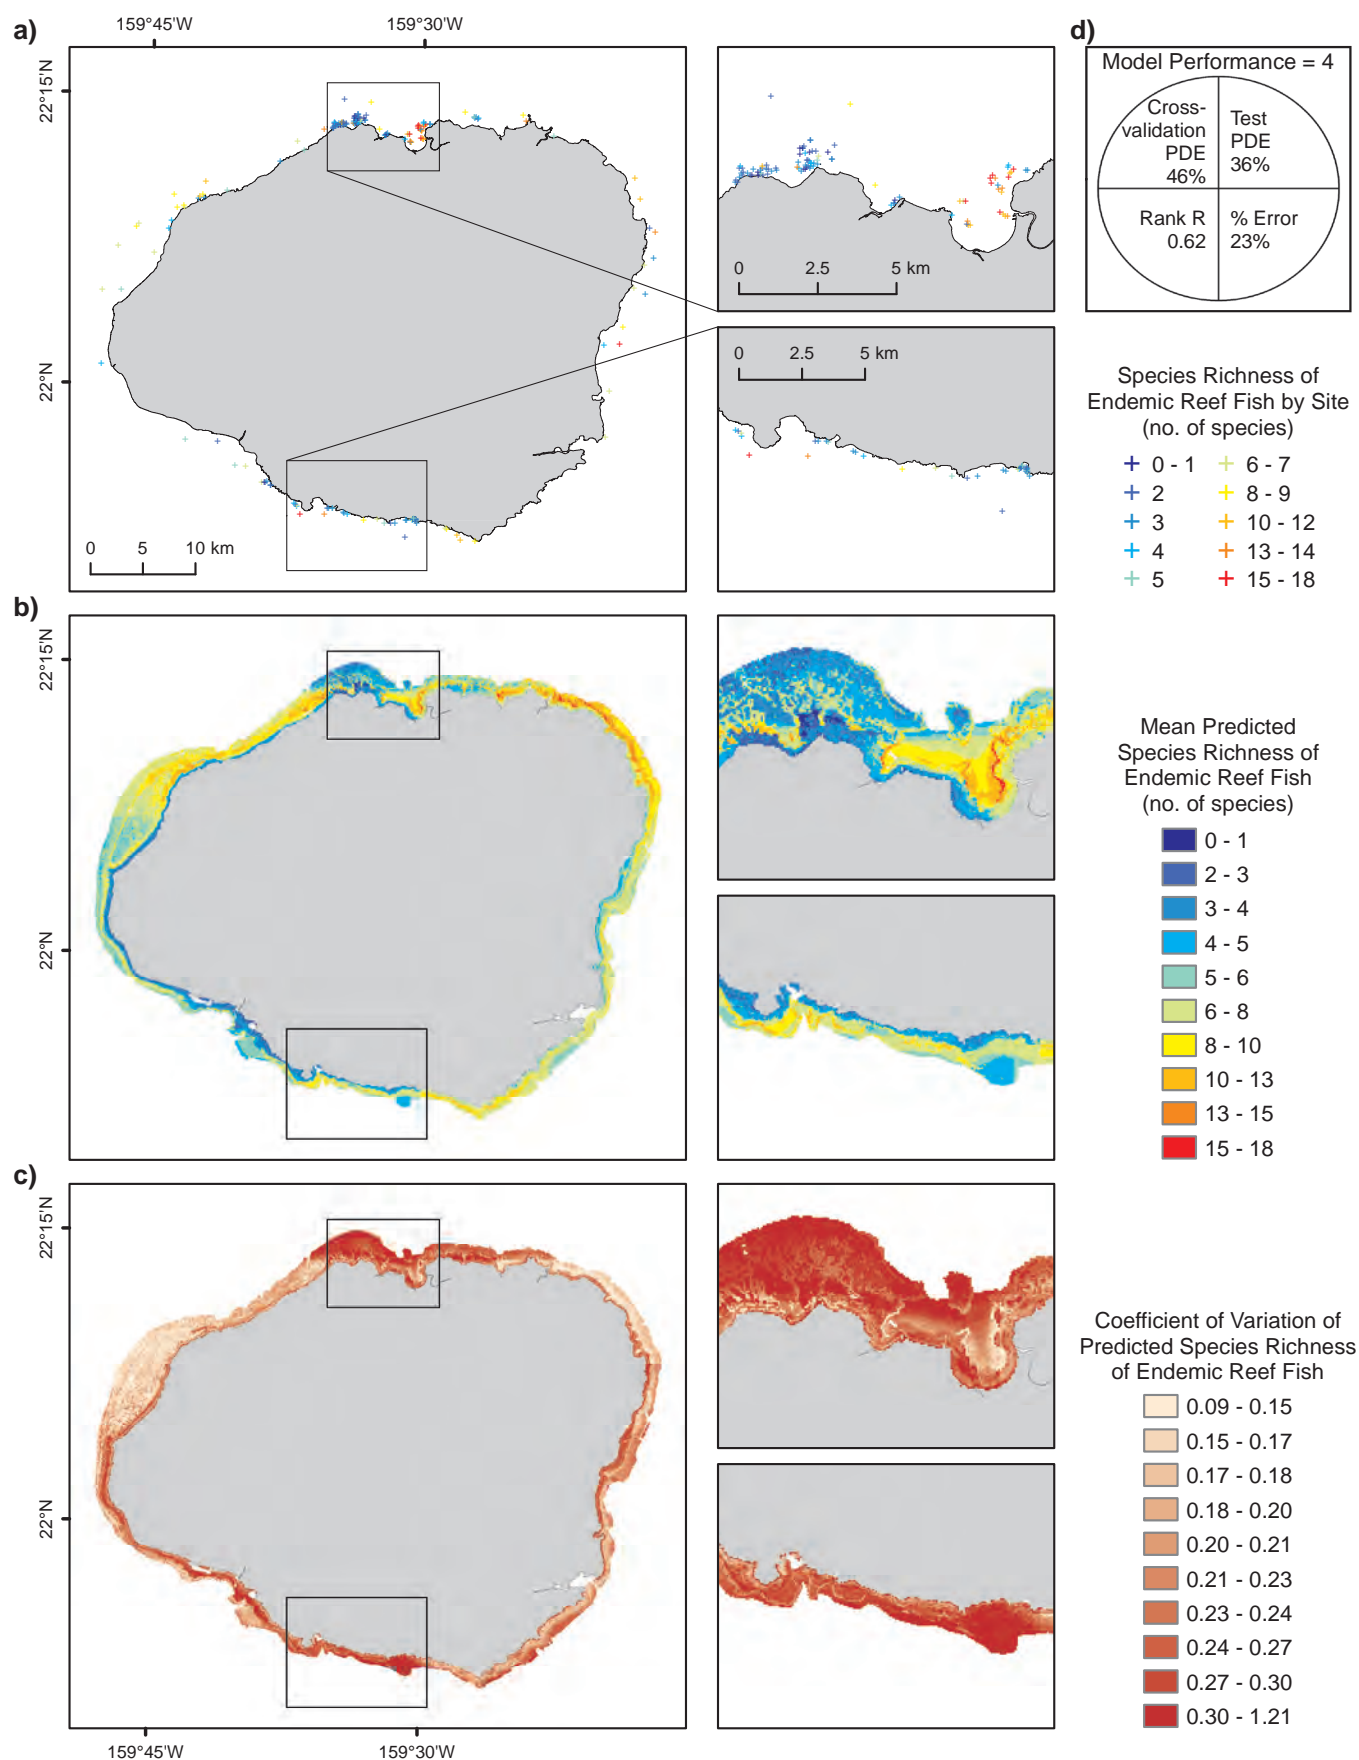 a)
159°45'W
159°30'W
22°15'N
22°N
0 5 10 km
0 2.5 5 km
0 2.5 5 km
d)
Model Performance = 4
Cross-
validation
PDE
46%
Test
PDE
36%
Rank R
0.62
% Error
23%
Species Richness of
Endemic Reef Fish by Site
(no. of species)
0 - 1
2
3
4
5
6 - 7
8 - 9
10 - 12
13 - 14
15 - 18
b)
22°15'N
22°N
Mean Predicted
Species Richness of
Endemic Reef Fish
(no. of species)
0 - 1
2 - 3
3 - 4
4 - 5
5 - 6
6 - 8
8 - 10
10 - 13
13 - 15
15 - 18
c)
22°15'N
22°N
159°45'W
159°30'W
Coefficient of Variation of
Predicted Species Richness
of Endemic Reef Fish
0.09 - 0.15
0.15 - 0.17
0.17 - 0.18
0.18 - 0.20
0.20 - 0.21
0.21 - 0.23
0.23 - 0.24
0.24 - 0.27
0.27 - 0.30
0.30 - 1.21